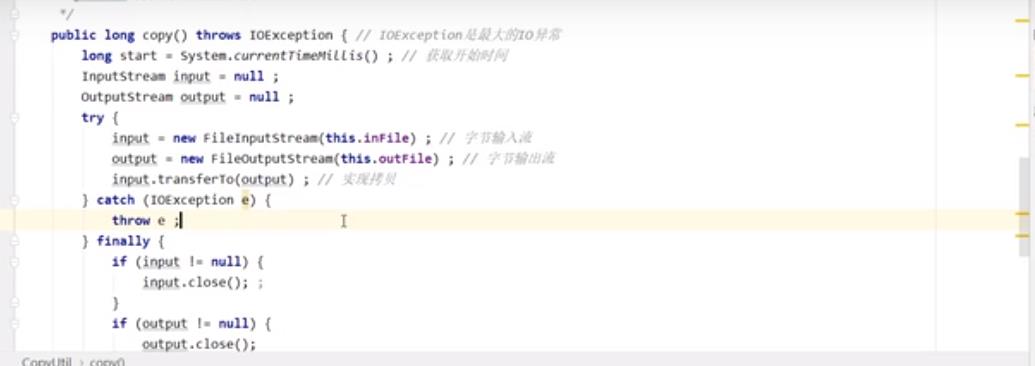 */
public long copy() throws IOException { // IOException是最大的IO异常
long start = System.currentTimeMillis() ; // 获取开始时间
InputStream input = null ;
OutputStream output = null ;
try {
input = new FileInputStream(this.inFile) ; // 字节输入流
output = new FileOutputStream(this.outFile) ; // 字节输出流
input.transferTo(output) ; // 实现拷贝
} catch (IOException e) {
throw e ;
} finally {
if (input != null) {
input.close(); ;
}
if (output != null) {
output.close();
CopyUtil › copy()